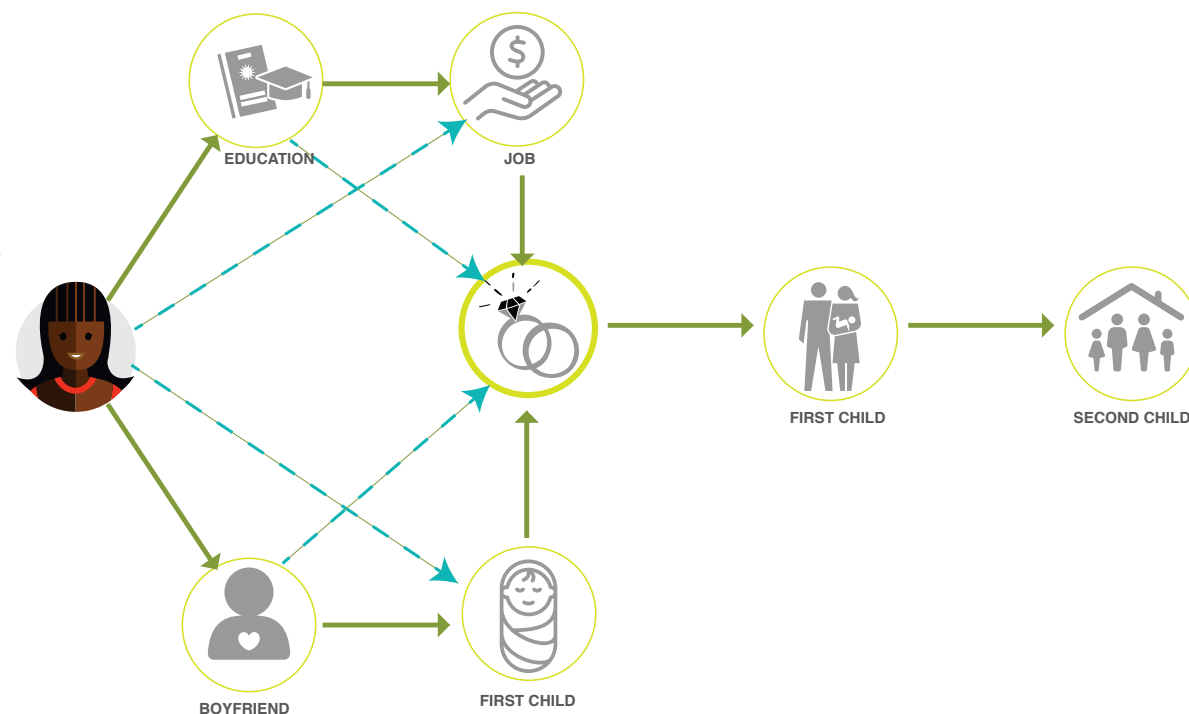 EDUCATION
JOB
FIRST CHILD
SECOND CHILD
BOYFRIEND
FIRST CHILD